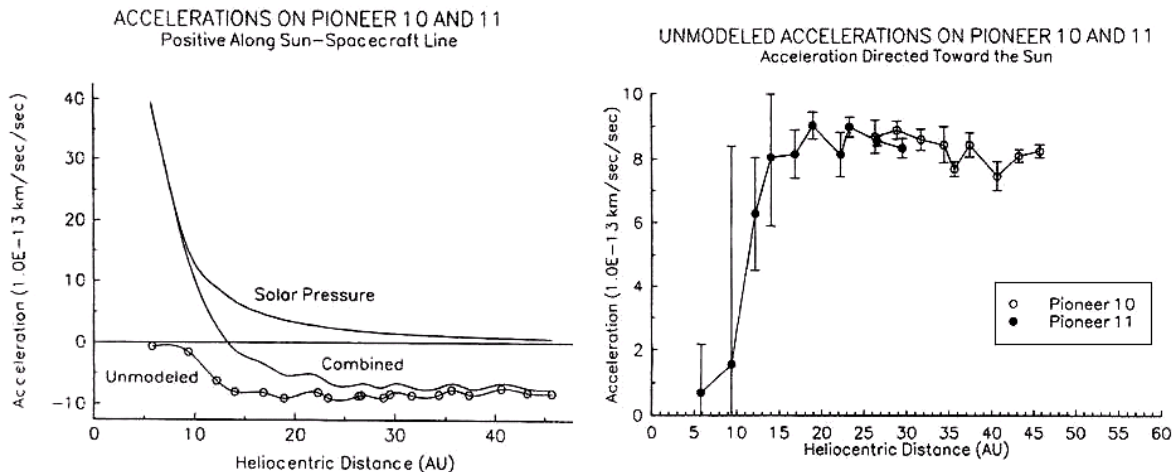 ACCELERATIONS ON PIONEER 10 AND 11
Positive Along Sun-Spacecraft Line
Acceleration (1.0E-13 km/sec/sec)
40
30
20
10
0
-10
Solar Pressure
Combined
Unmodeled
0 10 20 30 40
Heliocentric Distance (AU)
UNMODELED ACCELERATIONS ON PIONEER 10 AND 11
Acceleration Directed Toward the Sun
Acceleration (1.0E-13 km/sec/sec)
10
8
6
4
2
0
Pioneer 10
Pioneer 11
0 5 10 15 20 25 30 35 40 45 50 55 60
Heliocentric Distance (AU)